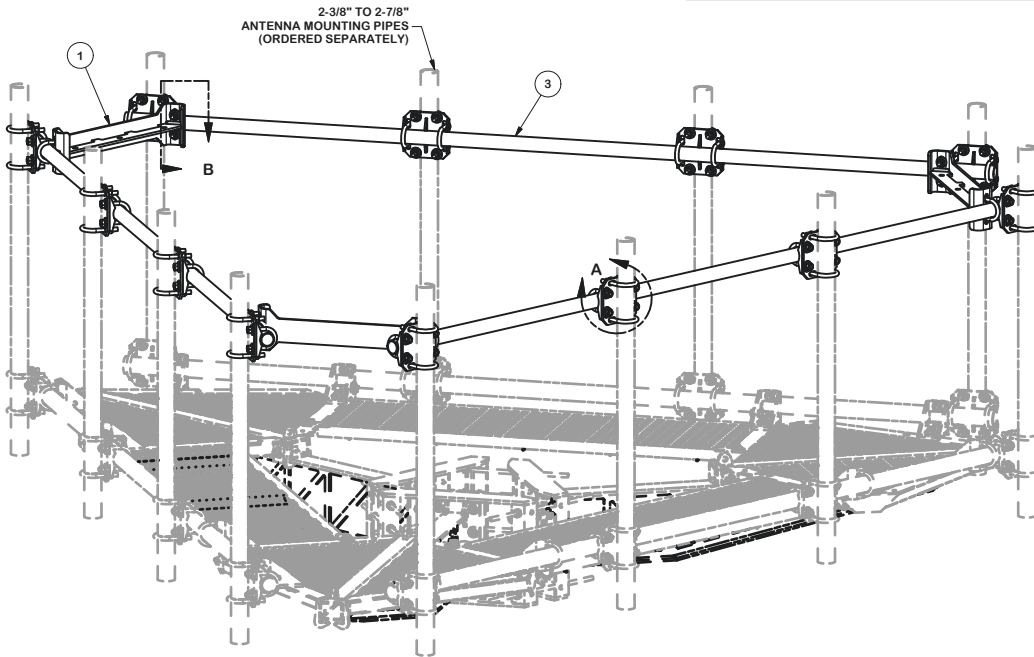 2-3/8" TO 2-7/8"
ANTENNA MOUNTING PIPES
(ORDERED SEPARATELY)
1
3
B
A